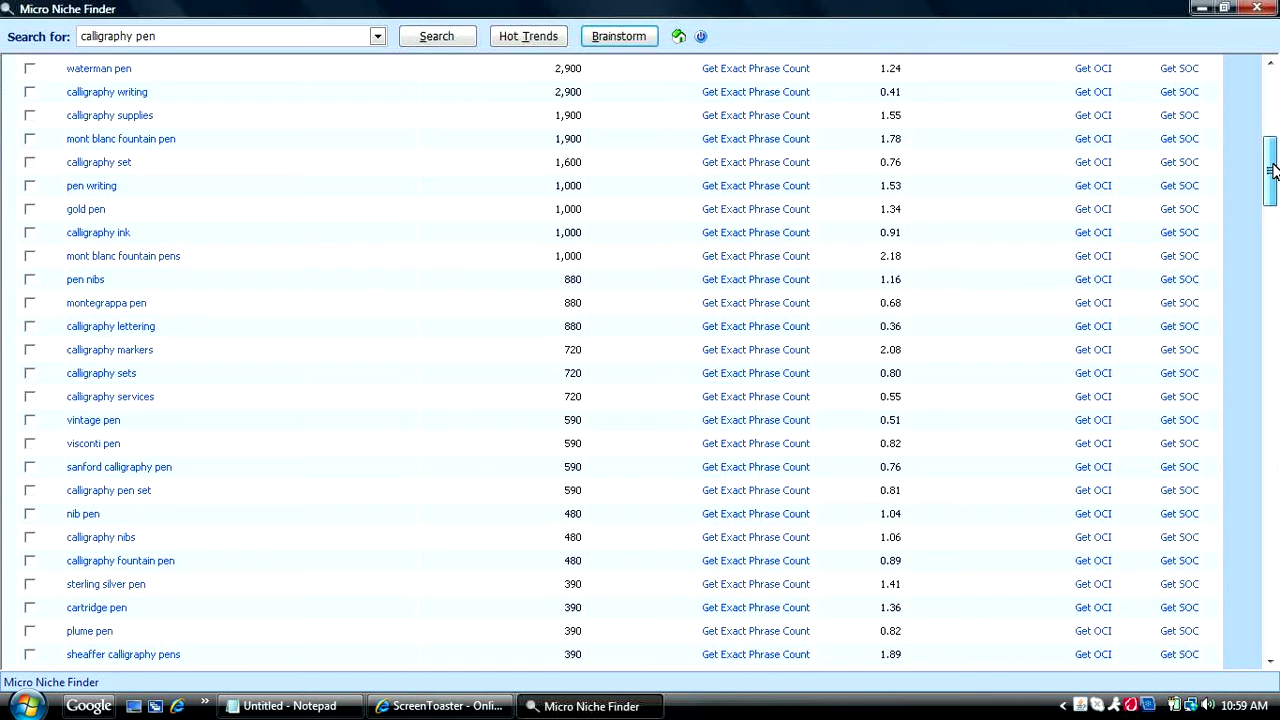 Micro Niche Finder
Search for: calligraphy pen Search Hot Trends Brainstorm
waterman pen 2,900 Get Exact Phrase Count 1.24 Get OCI Get SOC
calligraphy writing 2,900 Get Exact Phrase Count 0.41 Get OCI Get SOC
calligraphy supplies 1,900 Get Exact Phrase Count 1.55 Get OCI Get SOC
mont blanc fountain pen 1,900 Get Exact Phrase Count 1.78 Get OCI Get SOC
calligraphy set 1,600 Get Exact Phrase Count 0.76 Get OCI Get SOC
pen writing 1,000 Get Exact Phrase Count 1.53 Get OCI Get SOC
gold pen 1,000 Get Exact Phrase Count 1.34 Get OCI Get SOC
calligraphy ink 1,000 Get Exact Phrase Count 0.91 Get OCI Get SOC
mont blanc fountain pens 1,000 Get Exact Phrase Count 2.18 Get OCI Get SOC
pen nibs 880 Get Exact Phrase Count 1.16 Get OCI Get SOC
montegrappa pen 880 Get Exact Phrase Count 0.68 Get OCI Get SOC
calligraphy lettering 880 Get Exact Phrase Count 0.36 Get OCI Get SOC
calligraphy markers 720 Get Exact Phrase Count 2.08 Get OCI Get SOC
calligraphy sets 720 Get Exact Phrase Count 0.80 Get OCI Get SOC
calligraphy services 720 Get Exact Phrase Count 0.55 Get OCI Get SOC
vintage pen 590 Get Exact Phrase Count 0.51 Get OCI Get SOC
visconti pen 590 Get Exact Phrase Count 0.82 Get OCI Get SOC
sanford calligraphy pen 590 Get Exact Phrase Count 0.76 Get OCI Get SOC
calligraphy pen set 590 Get Exact Phrase Count 0.81 Get OCI Get SOC
nib pen 480 Get Exact Phrase Count 1.04 Get OCI Get SOC
calligraphy nibs 480 Get Exact Phrase Count 1.06 Get OCI Get SOC
calligraphy fountain pen 480 Get Exact Phrase Count 0.89 Get OCI Get SOC
sterling silver pen 390 Get Exact Phrase Count 1.41 Get OCI Get SOC
cartridge pen 390 Get Exact Phrase Count 1.36 Get OCI Get SOC
plume pen 390 Get Exact Phrase Count 0.82 Get OCI Get SOC
sheaffer calligraphy pens 390 Get Exact Phrase Count 1.89 Get OCI Get SOC
Micro Niche Finder
Google Untitled - Notepad ScreenToaster - Onli... Micro Niche Finder 10:59 AM